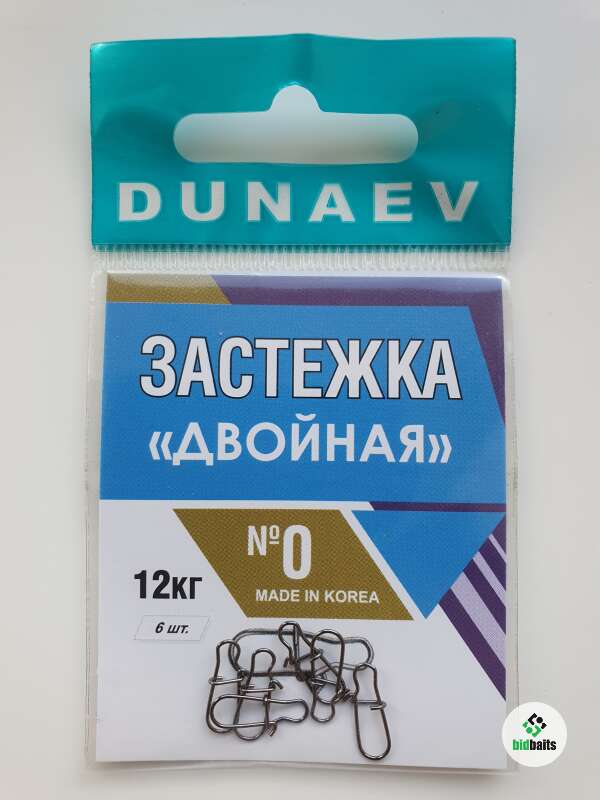 DUNAEV
ЗАСТЕЖКА
«ДВОЙНАЯ»
№0
MADE IN KOREA
12кг
6 шт.
bidbaits